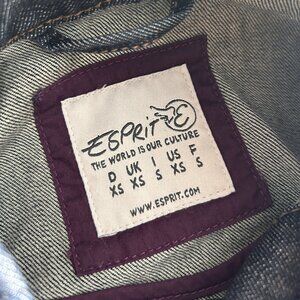 ESPRIT
THE WORLD IS OUR CULTURE
D UK I US F
XS XS S XS S
WWW.ESPRIT.COM